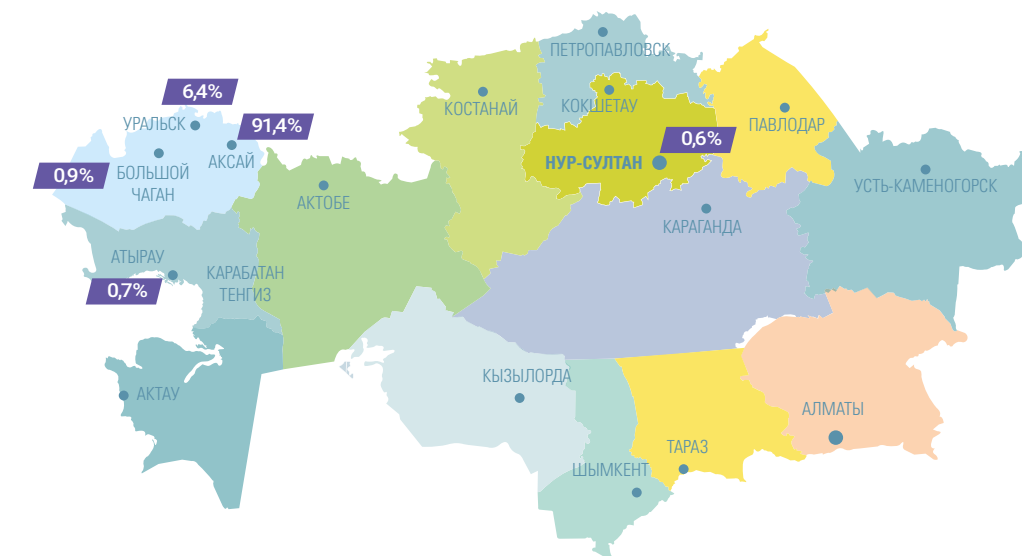 ПЕТРОПАВЛОВСК
6,4%
КОСТАНАЙ
КОКШЕТАУ
УРАЛЬСК
91,4%
ПАВЛОДАР
0,6%
АКСАЙ
НУР-СУЛТАН
0,9%
БОЛЬШОЙ
ЧАГАН
УСТЬ-КАМЕНОГОРСК
АКТОБЕ
КАРАГАНДА
АТЫРАУ
КАРАБАТАН
ТЕНГИЗ
0,7%
КЫЗЫЛОРДА
АКТАУ
АЛМАТЫ
ТАРАЗ
ШЫМКЕНТ